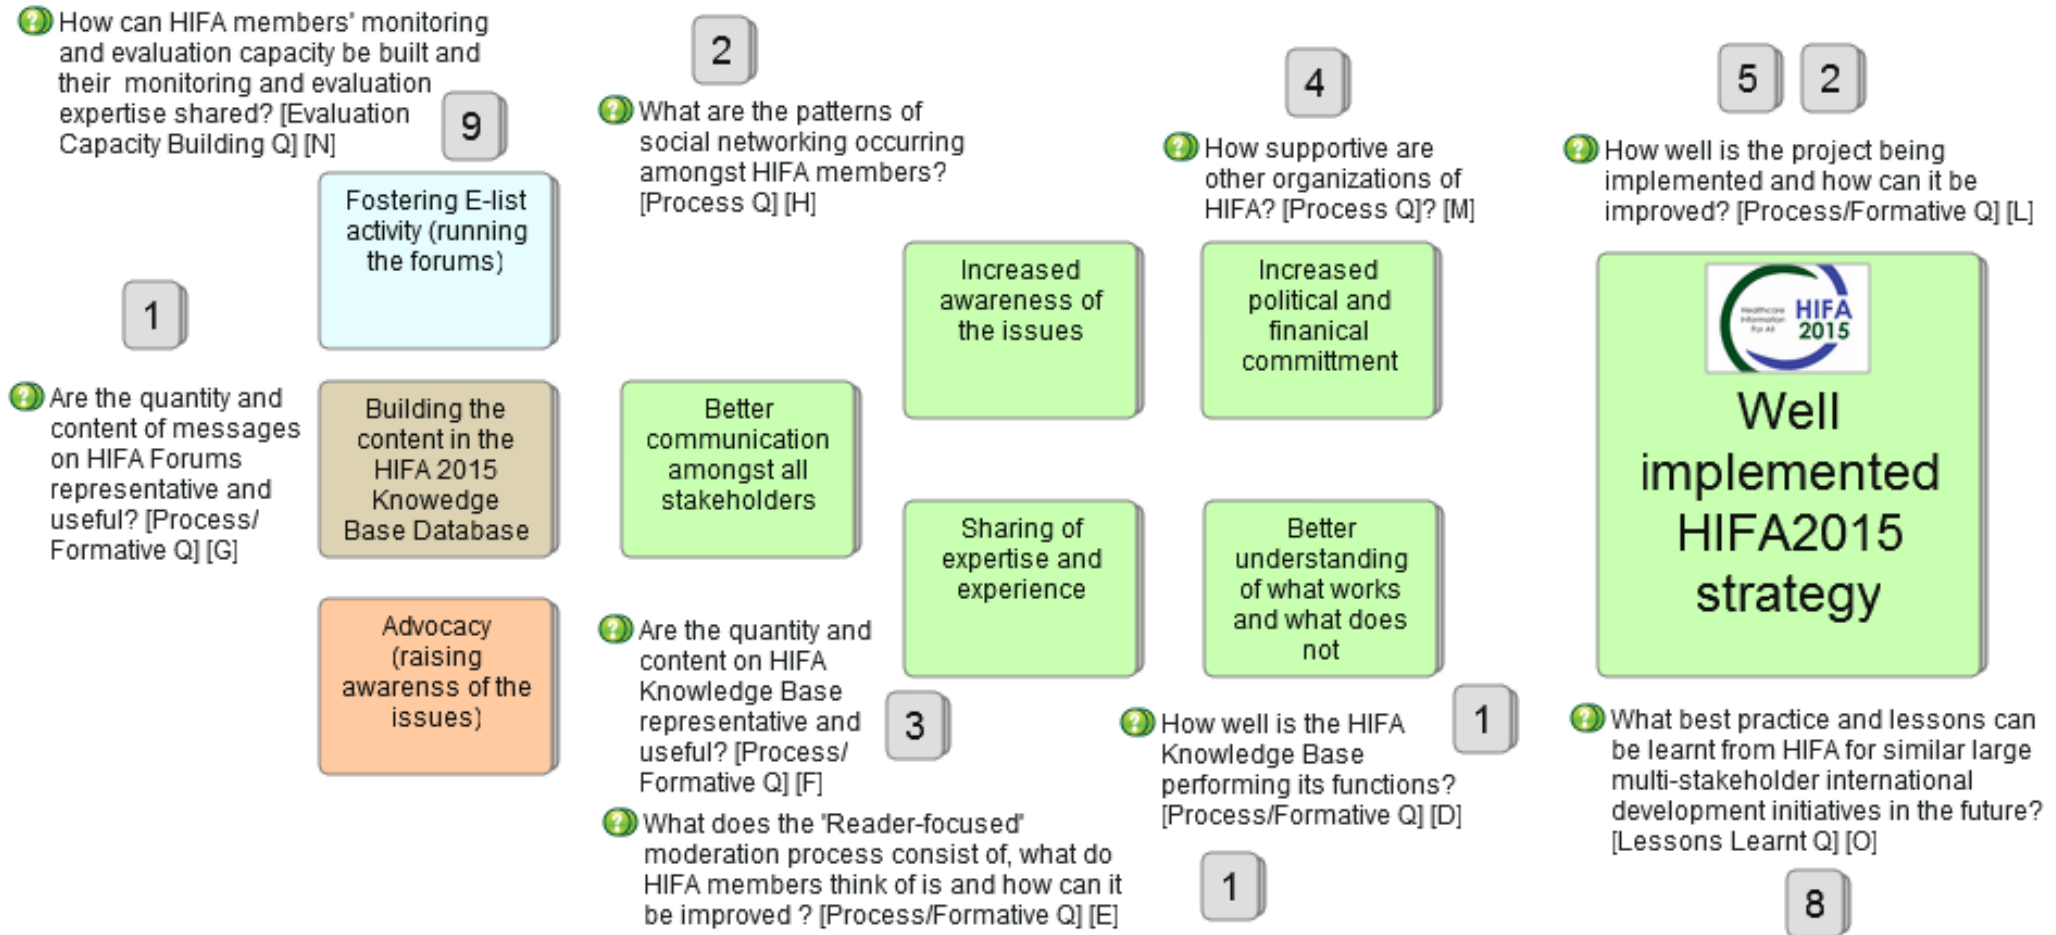 How can HIFA members' monitoring
and evaluation capacity be built and
their monitoring and evaluation
expertise shared? [Evaluation
Capacity Building Q] [N]
9
2
What are the patterns of
social networking occurring
amongst HIFA members?
[Process Q] [H]
4
How supportive are
other organizations of
HIFA? [Process Q]? [M]
5 2
How well is the project being
implemented and how can it be
improved? [Process/Formative Q] [L]
Fostering E-list
activity (running
the forums)
1
Are the quantity and
content of messages
on HIFA Forums
representative and
useful? [Process/
Formative Q] [G]
Building the
content in the
HIFA 2015
Knowedge
Base Database
Advocacy
(raising
awarenss of the
issues)
Better
communication
amongst all
stakeholders
Increased
awareness of
the issues
Increased
political and
finanical
committment
Sharing of
expertise and
experience
Better
understanding
of what works
and what does
not
Healthcare
Information
For All
HIFA
2015
Well
implemented
HIFA2015
strategy
Are the quantity and
content on HIFA
Knowledge Base
representative and
useful? [Process/
Formative Q] [F]
3
What does the 'Reader-focused'
moderation process consist of, what do
HIFA members think of is and how can it
be improved ? [Process/Formative Q] [E]
1
How well is the HIFA
Knowledge Base
performing its functions?
[Process/Formative Q] [D]
1
What best practice and lessons can
be learnt from HIFA for similar large
multi-stakeholder international
development initiatives in the future?
[Lessons Learnt Q] [O]
8